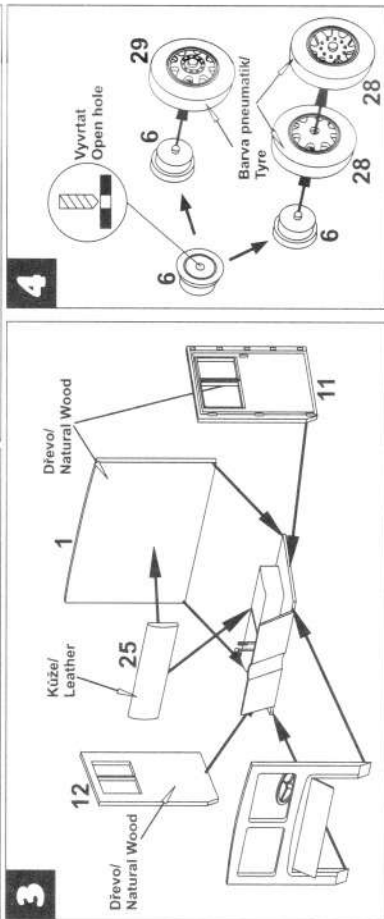 3
Dřevo/
Natural Wood
12
Kůže/
Leather
25
1
Dřevo/
Natural Wood
11
4
Vyvrtat
Open hole
6
6
29
6
Barva pneumatik/
Tyre
28
28